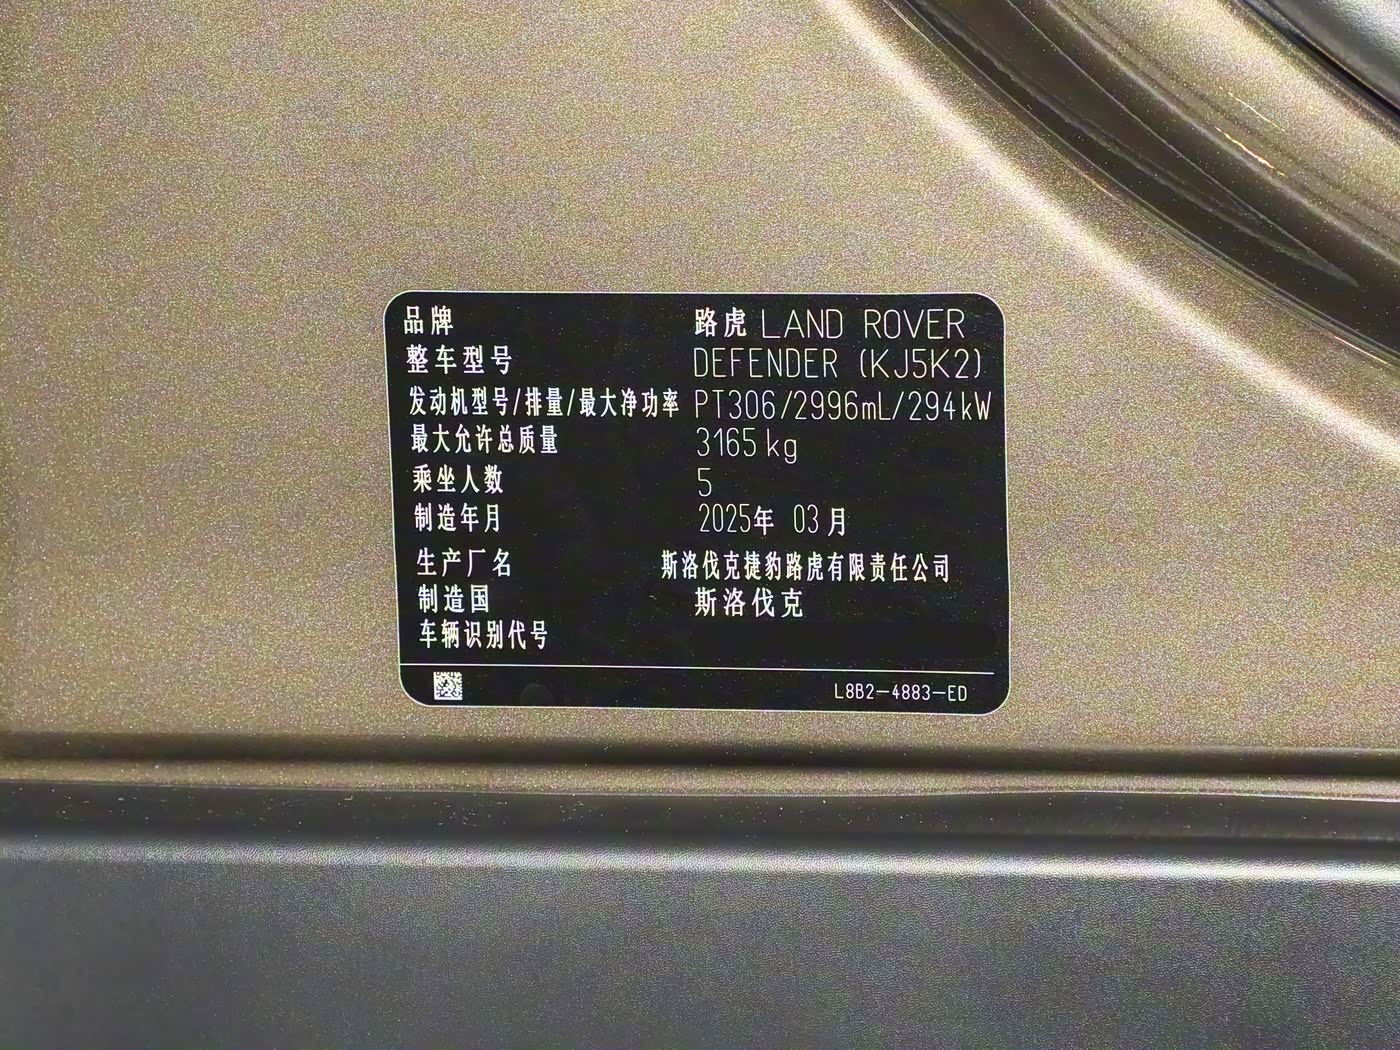 品牌 路虎 LAND ROVER
整车型号 DEFENDER (KJ5K2)
发动机型号/排量/最大净功率 PT306/2996mL/294kW
最大允许总质量 3165 kg
乘坐人数 5
制造年月 2025年 03月
生产厂名 斯洛伐克捷豹路虎有限责任公司
制造国 斯洛伐克
车辆识别代号
L8B2-4883-ED